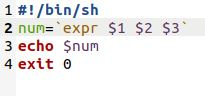 1 #!/bin/sh
2 num=`expr $1 $2 $3`
3 echo $num
4 exit 0